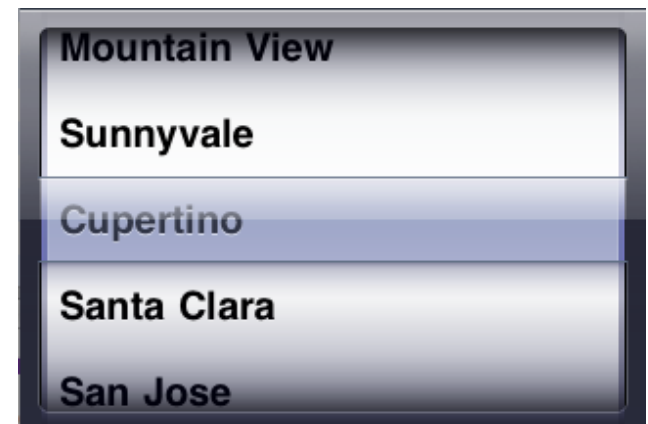 Mountain View
Sunnyvale
Cupertino
Santa Clara
San Jose